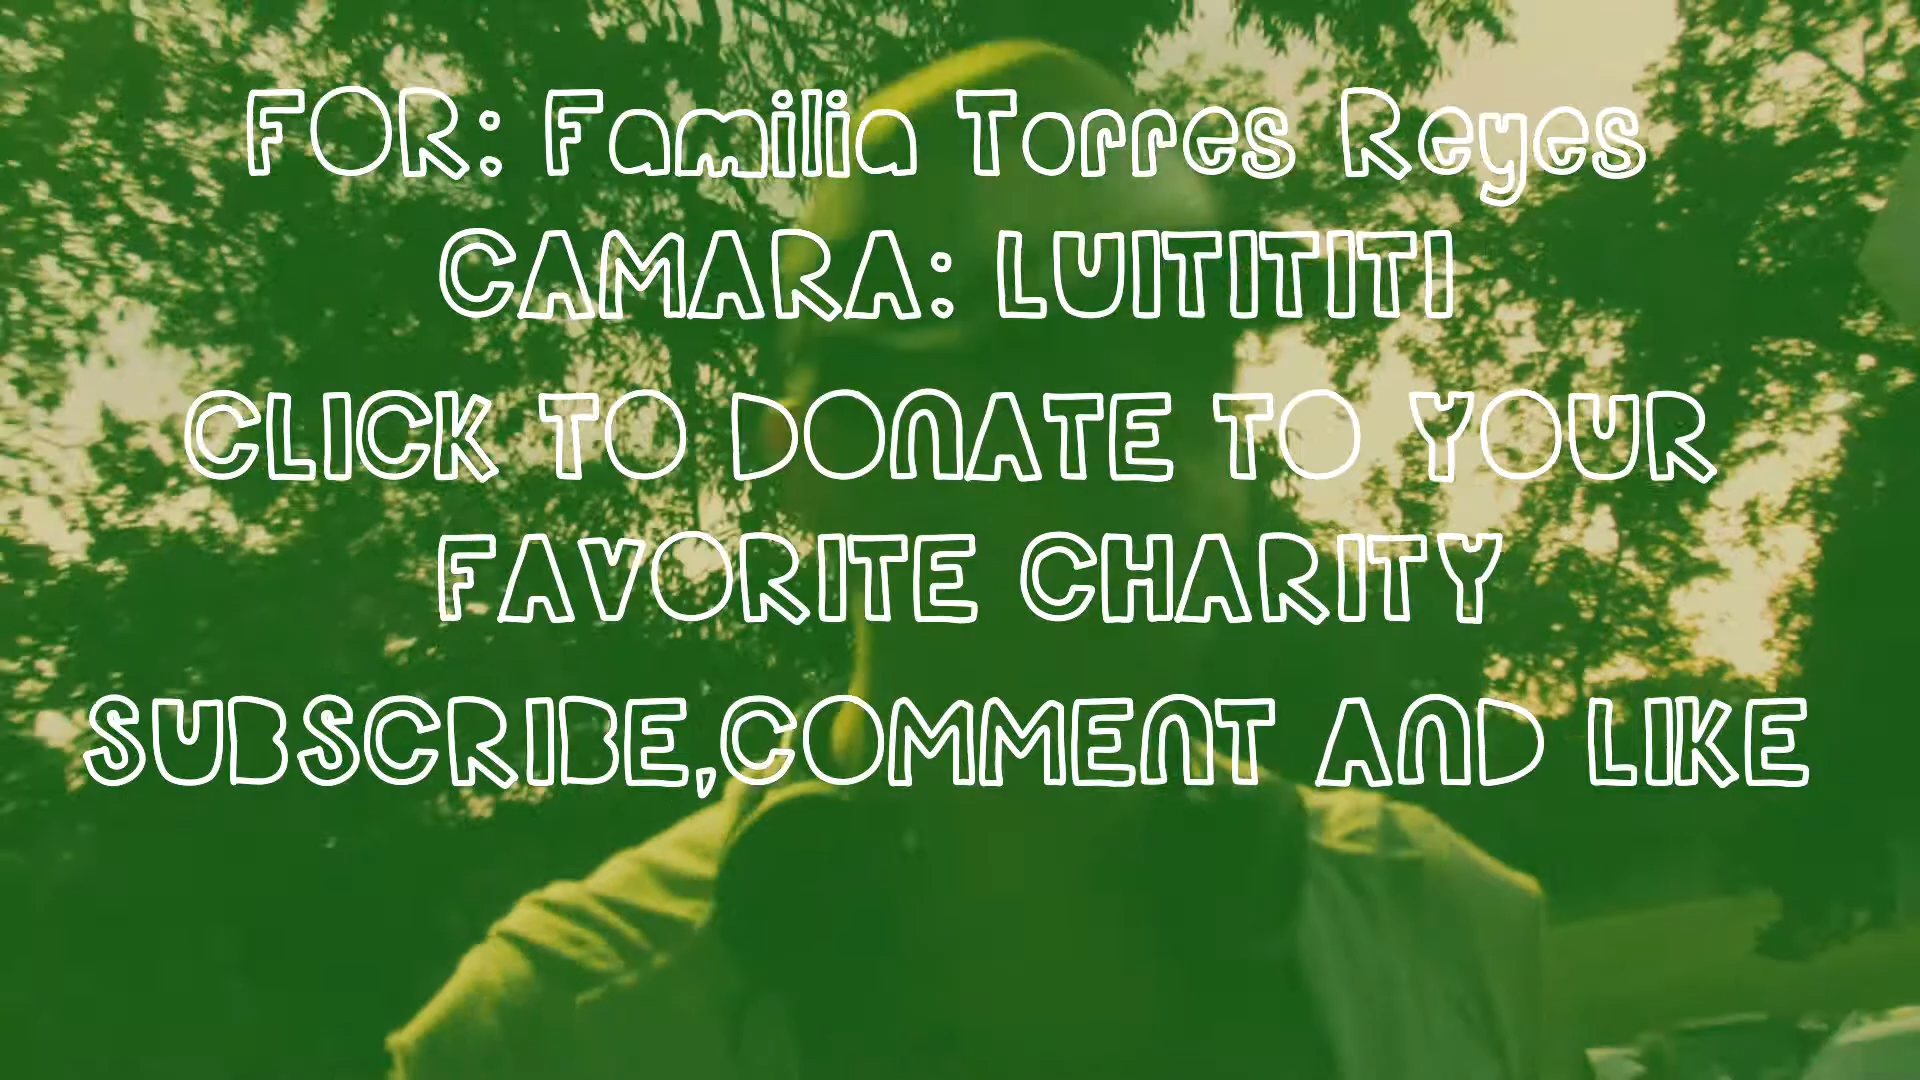 FOR: Familia Torres Reyes
CAMARA: LUITITITI
CLICK TO DONATE TO YOUR
FAVORITE CHARITY
SUBSCRIBE,COMMENT AND LIKE